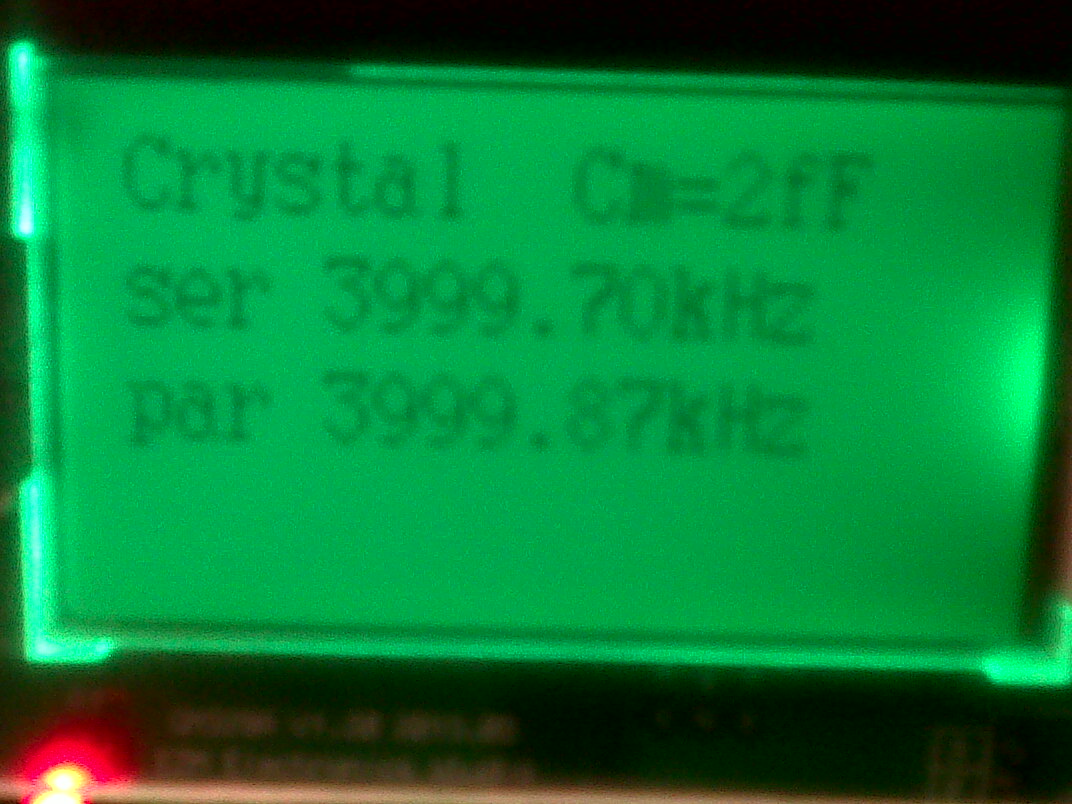 Crystal Cm=2fF
ser 3999.70kHz
par 3999.87kHz